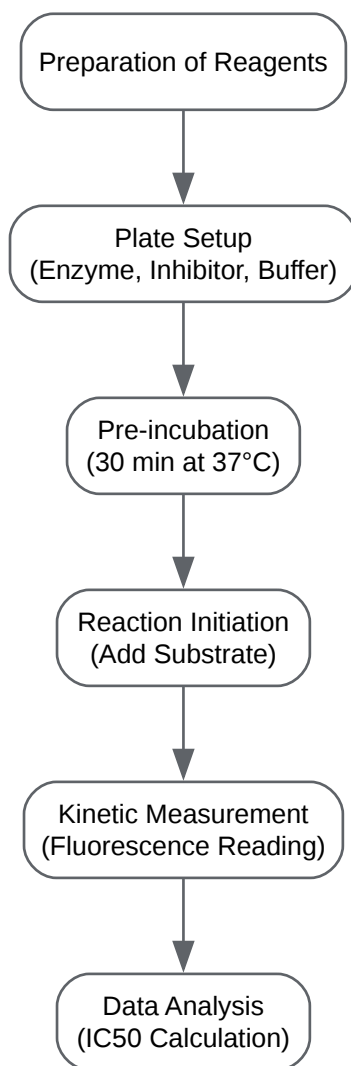 Preparation of Reagents
Plate Setup
(Enzyme, Inhibitor, Buffer)
Pre-incubation
(30 min at 37°C)
Reaction Initiation
(Add Substrate)
Kinetic Measurement
(Fluorescence Reading)
Data Analysis
(IC50 Calculation)